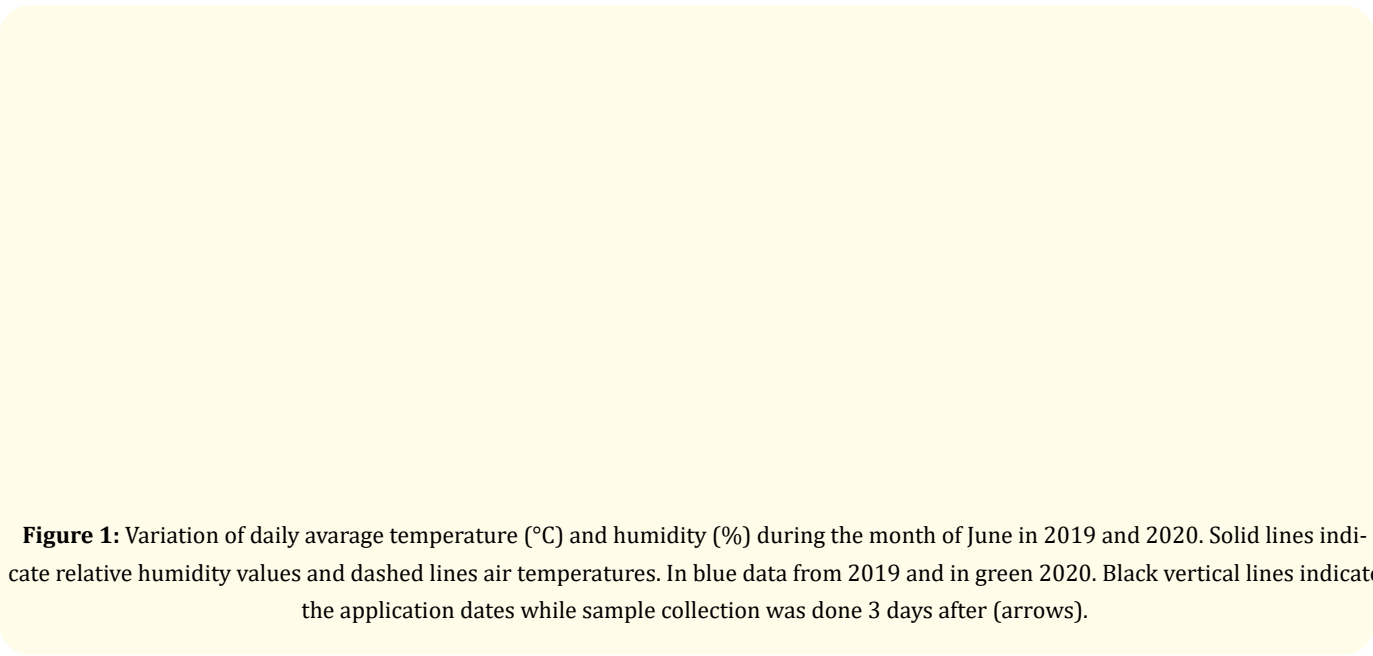 Figure 1: Variation of daily avarage temperature (°C) and humidity (%) during the month of June in 2019 and 2020. Solid lines indi-
cate relative humidity values and dashed lines air temperatures. In blue data from 2019 and in green 2020. Black vertical lines indicate
the application dates while sample collection was done 3 days after (arrows).